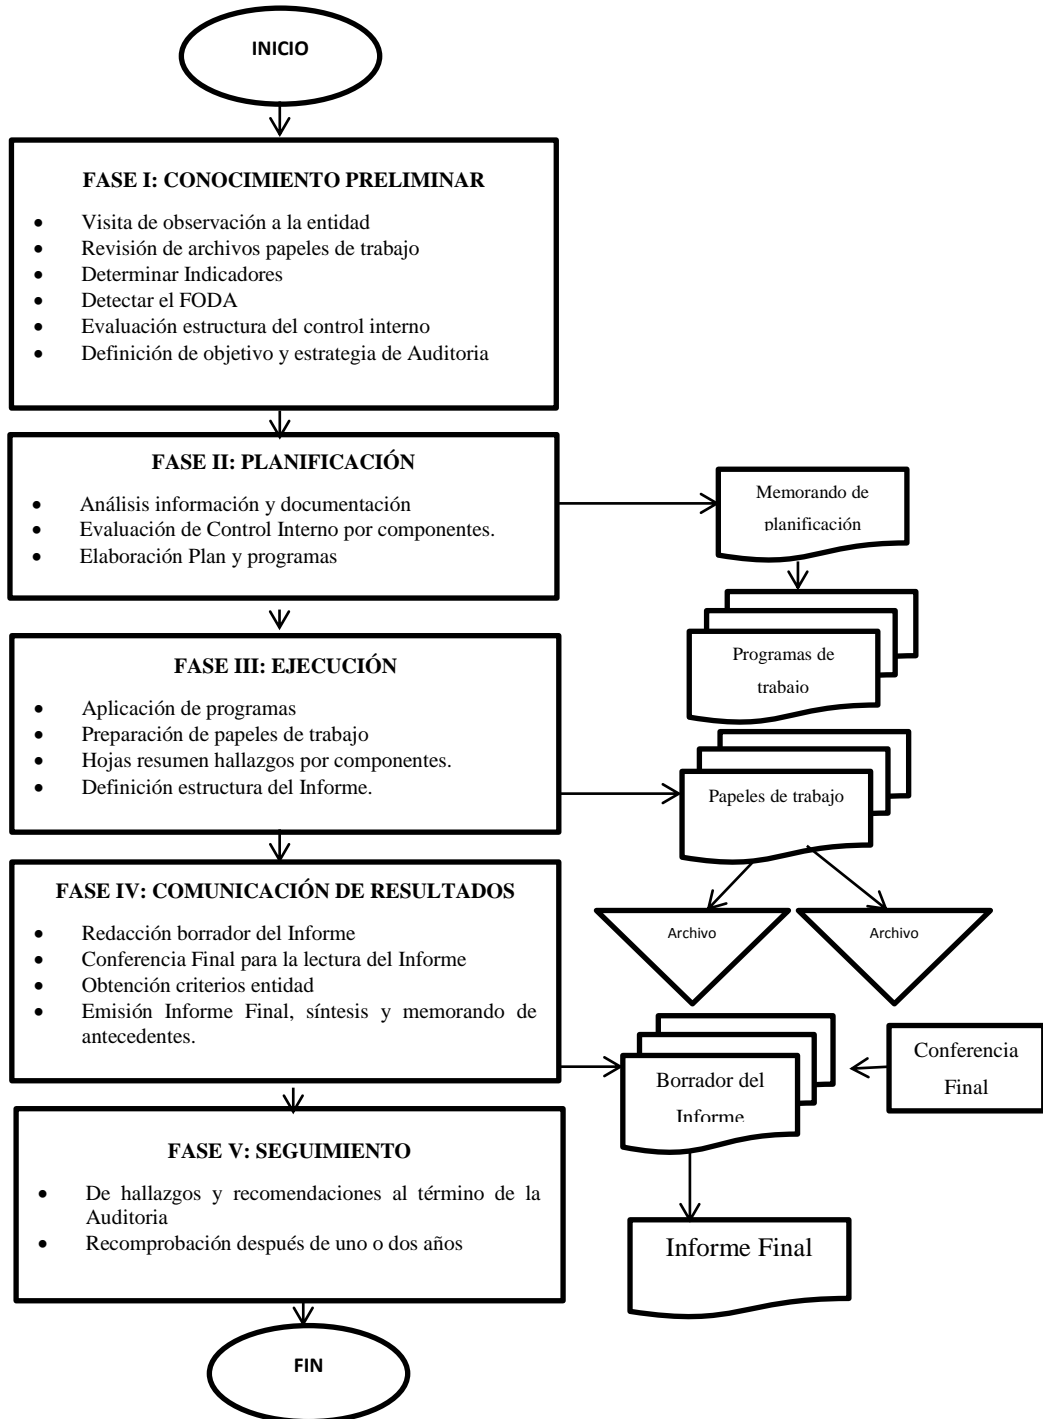 INICIO
FASE I: CONOCIMIENTO PRELIMINAR
• Visita de observación a la entidad
• Revisión de archivos papeles de trabajo
• Determinar Indicadores
• Detectar el FODA
• Evaluación estructura del control interno
• Definición de objetivo y estrategia de Auditoria
FASE II: PLANIFICACIÓN
• Análisis información y documentación
• Evaluación de Control Interno por componentes.
• Elaboración Plan y programas
Memorando de
planificación
Programas de
trabajo
FASE III: EJECUCIÓN
• Aplicación de programas
• Preparación de papeles de trabajo
• Hojas resumen hallazgos por componentes.
• Definición estructura del Informe.
Papeles de trabajo
Archivo
Archivo
FASE IV: COMUNICACIÓN DE RESULTADOS
• Redacción borrador del Informe
• Conferencia Final para la lectura del Informe
• Obtención criterios entidad
• Emisión Informe Final, síntesis y memorando de
antecedentes.
Borrador del
Informe
Conferencia
Final
FASE V: SEGUIMIENTO
• De hallazgos y recomendaciones al término de la
Auditoria
• Recomprobación después de uno o dos años
Informe Final
FIN